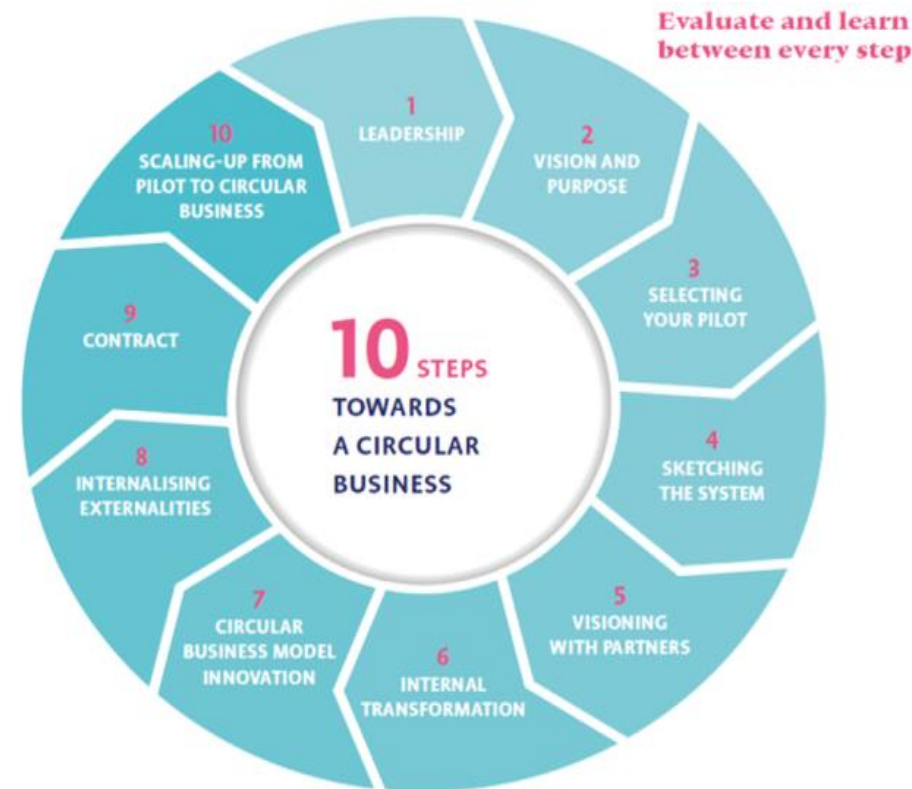 Evaluate and learn
between every step
1
LEADERSHIP
2
VISION AND
PURPOSE
3
SELECTING
YOUR PILOT
4
SKETCHING
THE SYSTEM
5
VISIONING
WITH PARTNERS
6
INTERNAL
TRANSFORMATION
7
CIRCULAR
BUSINESS MODEL
INNOVATION
8
INTERNALISING
EXTERNALITIES
9
CONTRACT
10
SCALING-UP FROM
PILOT TO CIRCULAR
BUSINESS
10 STEPS
TOWARDS
A CIRCULAR
BUSINESS